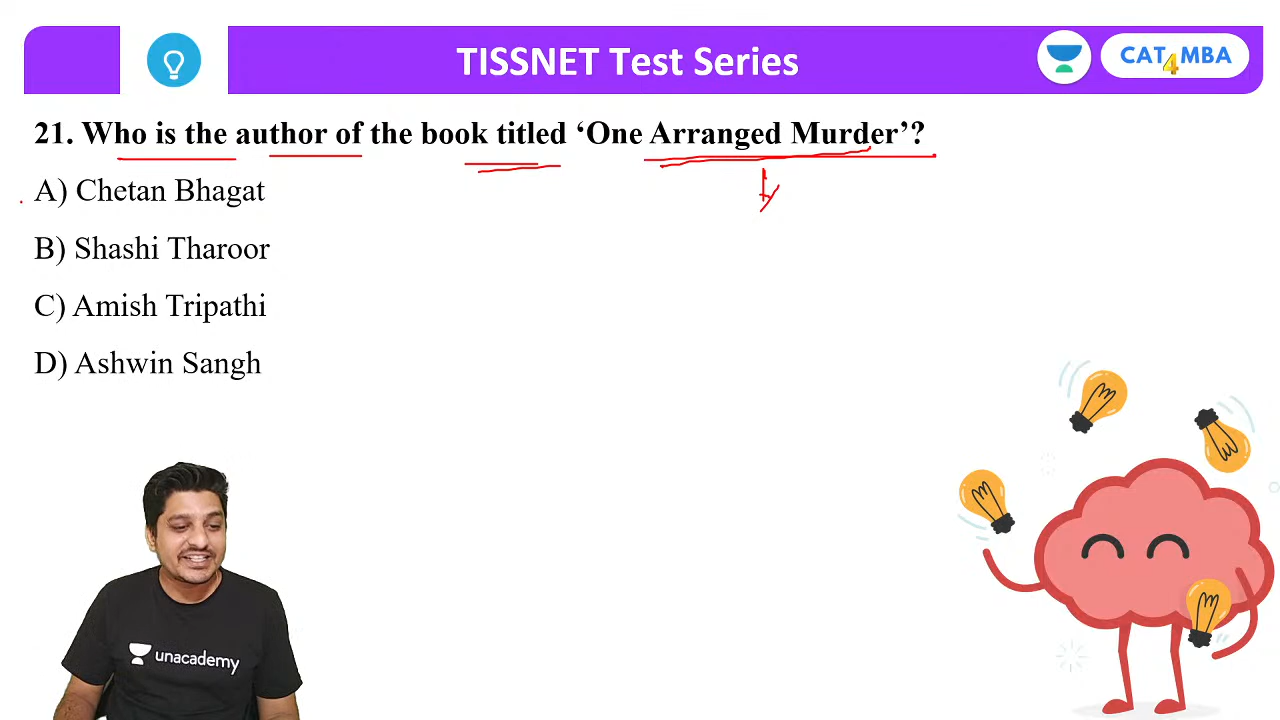 TISSNET Test Series
CAT4MBA
21. Who is the author of the book titled ‘One Arranged Murder’?
A) Chetan Bhagat
B) Shashi Tharoor
C) Amish Tripathi
D) Ashwin Sangh
unacademy